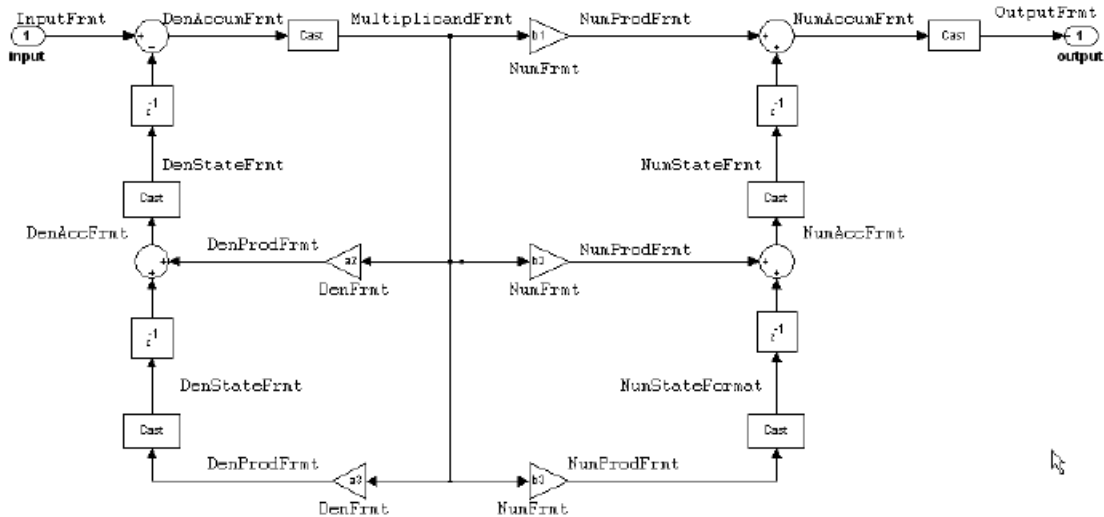 InputFrmt
DenAccumFrmt
MultiplicandFrmt
NumProdFrmt
NumAccumFrmt
OutputFrmt
1
Cast
b1
Cast
1
input
NumFrmt
output
z-1
z-1
DenStateFrmt
NumStateFrmt
Cast
Cast
DenAccFrmt
DenProdFrmt
NumProdFrmt
NumAccFrmt
a2
b2
DenFrmt
NumFrmt
z-1
z-1
DenStateFrmt
NumStateFormat
Cast
Cast
DenProdFrmt
NumProdFrmt
a3
b3
DenFrmt
NumFrmt